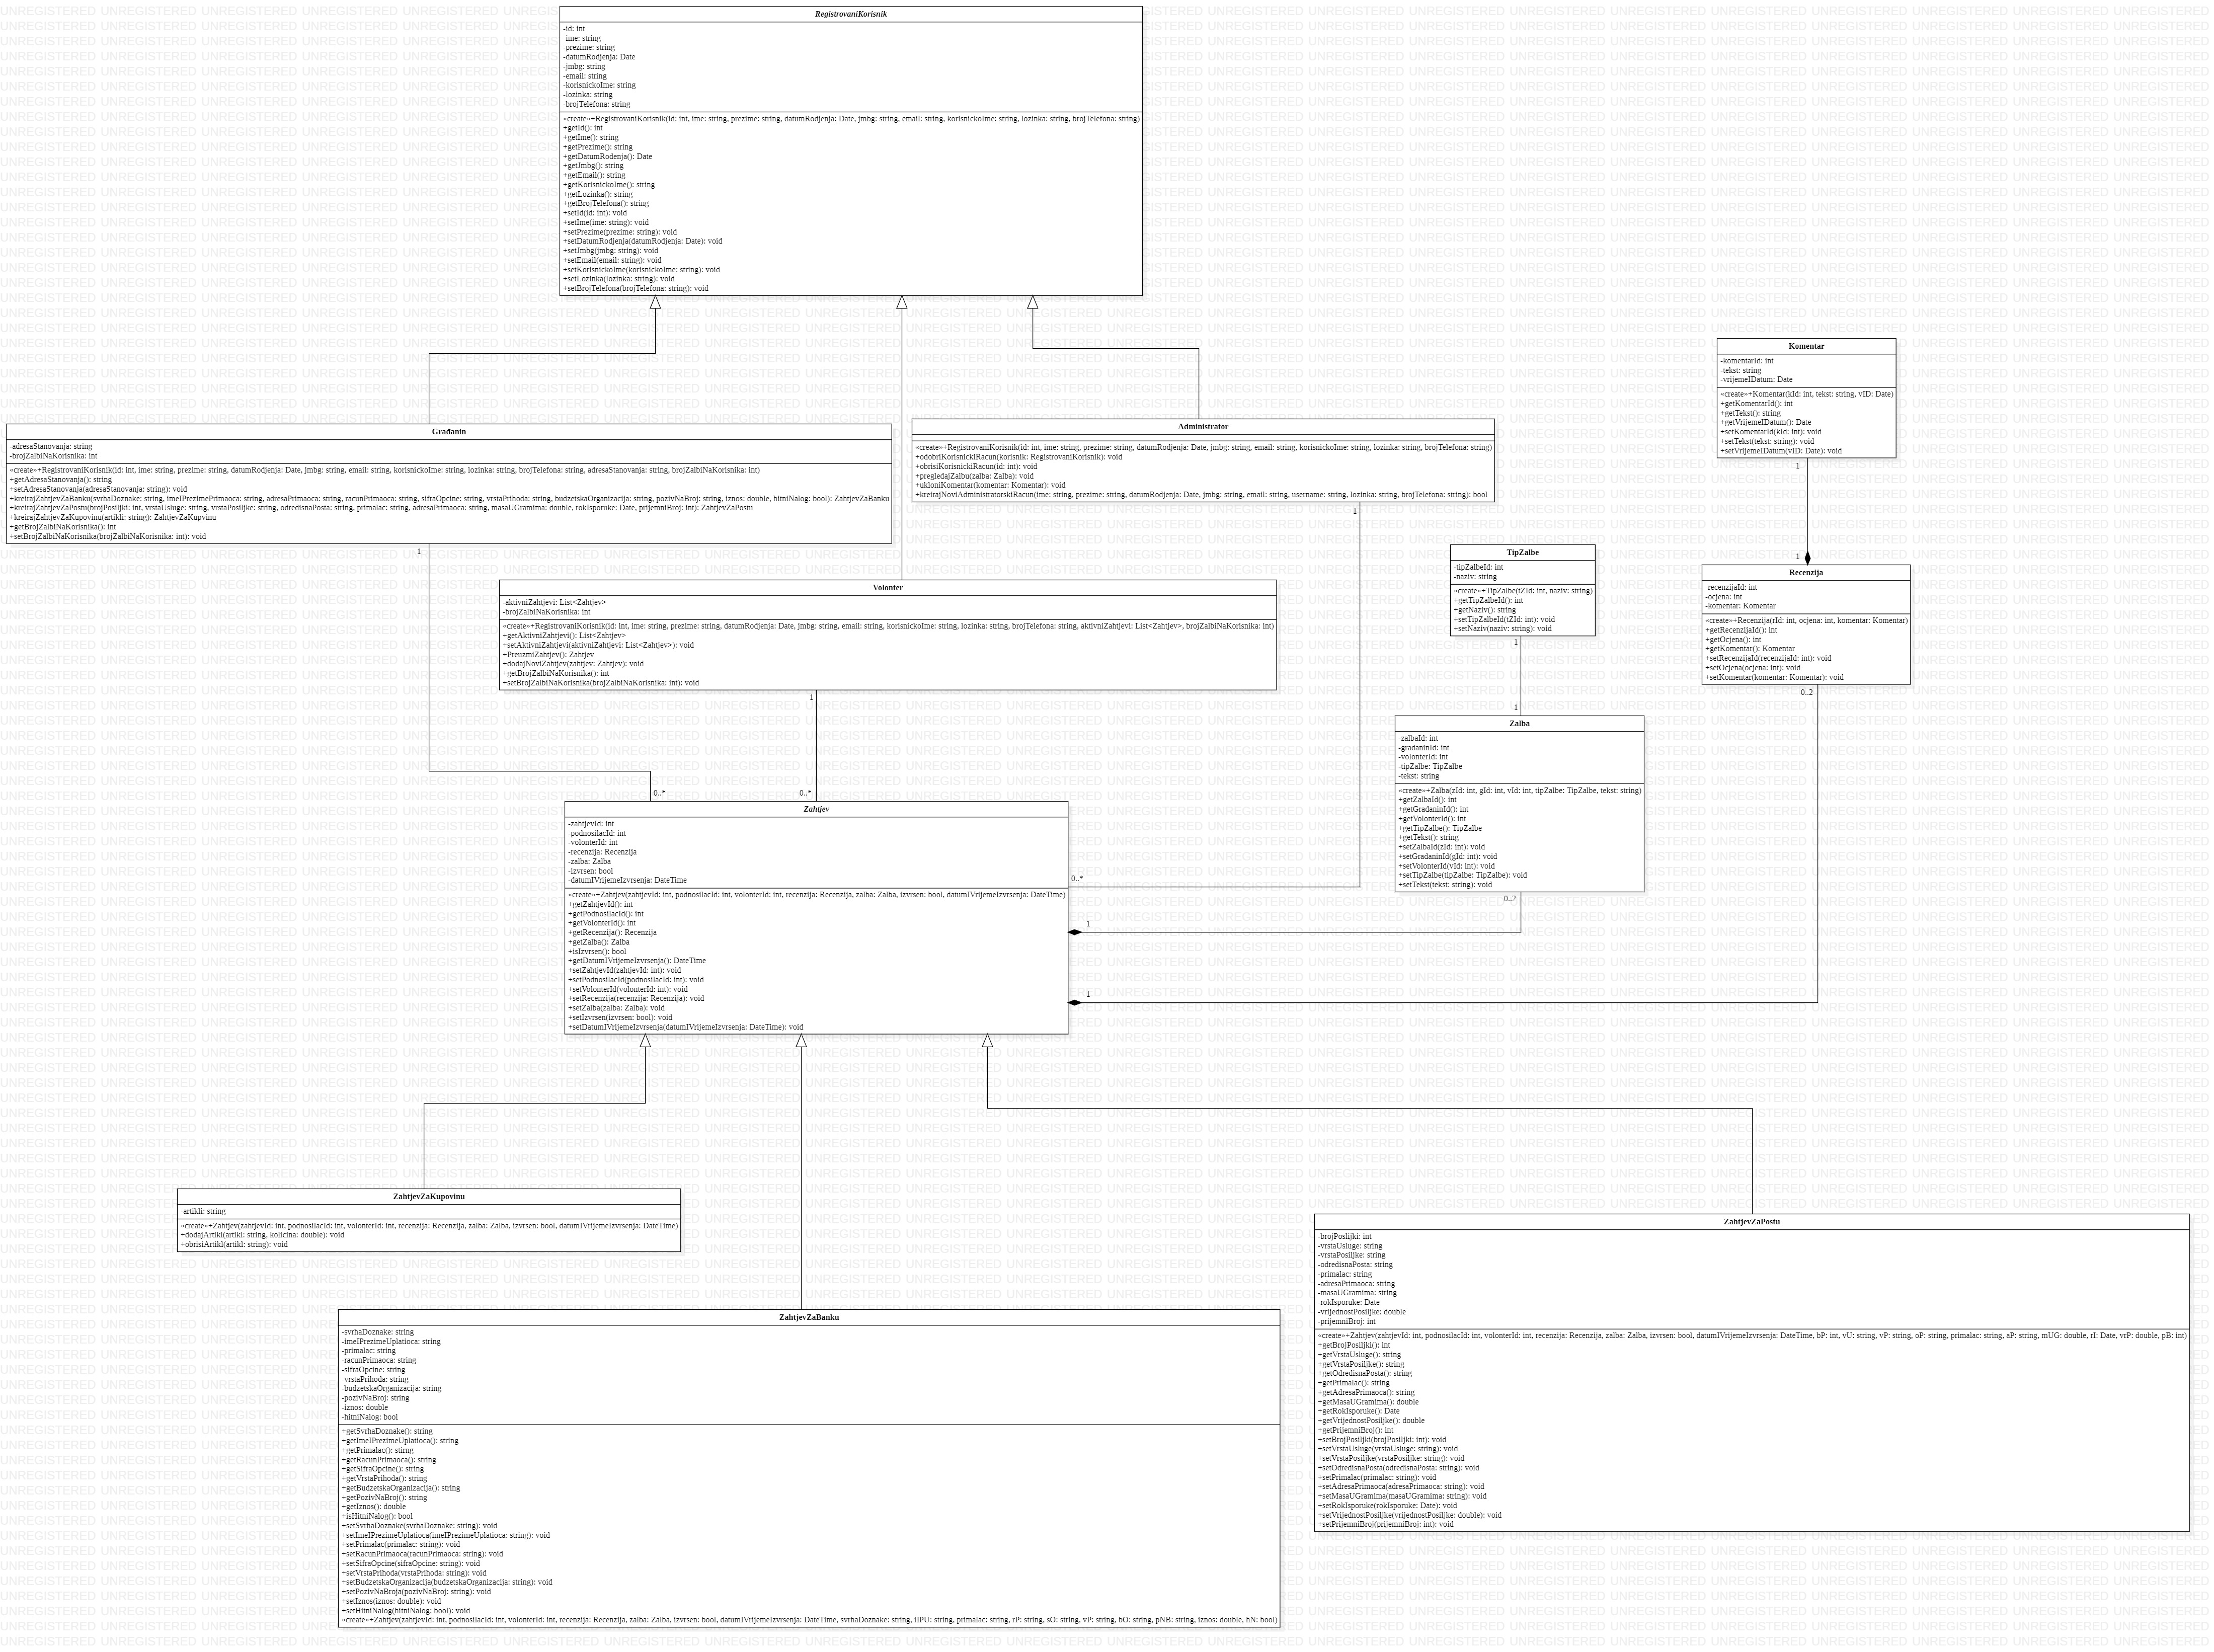 RegistrovaniKorisnik
-id: int
-ime: string
-prezime: string
-datumRodjenja: Date
-jmbg: string
-email: string
-korisnickoIme: string
-lozinka: string
-brojTelefona: string
«create»+RegistrovaniKorisnik(id: int, ime: string, prezime: string, datumRodjenja: Date, jmbg: string, email: string, korisnickoIme: string, lozinka: string, brojTelefona: string)
+getId(): int
+getIme(): string
+getPrezime(): string
+getDatumRodenja(): Date
+getJmbg(): string
+getEmail(): string
+getKorisnickoIme(): string
+getLozinka(): string
+getBrojTelefona(): string
+setId(id: int): void
+setIme(ime: string): void
+setPrezime(prezime: string): void
+setDatumRodjenja(datumRodjenja: Date): void
+setJmbg(jmbg: string): void
+setEmail(email: string): void
+setKorisnickoIme(korisnickoIme: string): void
+setLozinka(lozinka: string): void
+setBrojTelefona(brojTelefona: string): void
Komentar
-komentarId: int
-tekst: string
-vrijemeIDatum: Date
«create»+Komentar(kId: int, tekst: string, vID: Date)
+getKomentarId(): int
+getTekst(): string
+getVrijemeIDatum(): Date
+setKomentarId(kId: int): void
+setTekst(tekst: string): void
+setVrijemeIDatum(vID: Date): void
1
1
Građanin
-adresaStanovanja: string
-brojZalbiNaKorisnika: int
«create»+RegistrovaniKorisnik(id: int, ime: string, prezime: string, datumRodjenja: Date, jmbg: string, email: string, korisnickoIme: string, lozinka: string, brojTelefona: string, adresaStanovanja: string, brojZalbiNaKorisnika: int)
+getAdresaStanovanja(): string
+setAdresaStanovanja(adresaStanovanja: string): void
+kreirajZahtjevZaBanku(svrhaDoznake: string, imeIPrezimePrimaoca: string, adresaPrimaoca: string, racunPrimaoca: string, sifraOpcine: string, vrstaPrihoda: string, budzetskaOrganizacija: string, pozivNaBroj: string, iznos: double, hitniNalog: bool): ZahtjevZaBanku
+kreirajZahtjevZaPostu(brojPosiljki: int, vrstaUsluge: string, vrstaPosiljke: string, odredisnaPosta: string, primalac: string, adresaPrimaoca: string, masaUGramima: double, rokIsporuke: Date, prijemniBroj: int): ZahtjevZaPostu
+kreirajZahtjevZaKupovinu(artikli: string): ZahtjevZaKupvinu
+getBrojZalbiNaKorisnika(): int
+setBrojZalbiNaKorisnika(brojZalbiNaKorisnika: int): void
1
0..*
Administrator
«create»+RegistrovaniKorisnik(id: int, ime: string, prezime: string, datumRodjenja: Date, jmbg: string, email: string, korisnickoIme: string, lozinka: string, brojTelefona: string)
+odobriKorisnickiRacun(korisnik: RegistrovaniKorisnik): void
+obrisiKorisnickiRacun(id: int): void
+pregledajZalbu(zalba: Zalba): void
+ukloniKomentar(komentar: Komentar): void
+kreirajNoviAdministratorskiRacun(ime: string, prezime: string, datumRodjenja: Date, jmbg: string, email: string, username: string, lozinka: string, brojTelefona: string): bool
1
0..*
TipZalbe
-tipZalbeId: int
-naziv: string
«create»+TipZalbe(tZId: int, naziv: string)
+getTipZalbeId(): int
+getNaziv(): string
+setTipZalbeId(tZId: int): void
+setNaziv(naziv: string): void
1
1
Recenzija
-recenzijaId: int
-ocjena: int
-komentar: Komentar
«create»+Recenzija(rId: int, ocjena: int, komentar: Komentar)
+getRecenzijaId(): int
+getOcjena(): int
+getKomentar(): Komentar
+setRecenzijaId(recenzijaId: int): void
+setOcjena(ocjena: int): void
+setKomentar(komentar: Komentar): void
0..2
1
Volonter
-aktivniZahtjevi: List<Zahtjev>
-brojZalbiNaKorisnika: int
«create»+RegistrovaniKorisnik(id: int, ime: string, prezime: string, datumRodjenja: Date, jmbg: string, email: string, korisnickoIme: string, lozinka: string, brojTelefona: string, aktivniZahtjevi: List<Zahtjev>, brojZalbiNaKorisnika: int)
+getAktivniZahtjevi(): List<Zahtjev>
+setAktivniZahtjevi(aktivniZahtjevi: List<Zahtjev>): void
+PreuzmiZahtjev(): Zahtjev
+dodajNoviZahtjev(zahtjev: Zahtjev): void
+getBrojZalbiNaKorisnika(): int
+setBrojZalbiNaKorisnika(brojZalbiNaKorisnika: int): void
1
0..*
Zalba
-zalbaId: int
-gradaninId: int
-volonterId: int
-tipZalbe: TipZalbe
-tekst: string
«create»+Zalba(zId: int, gId: int, vId: int, tipZalbe: TipZalbe, tekst: string)
+getZalbaId(): int
+getGradaninId(): int
+getVolonterId(): int
+getTipZalbe(): TipZalbe
+getTekst(): string
+setZalbaId(zId: int): void
+setGradaninId(gId: int): void
+setVolonterId(vId: int): void
+setTipZalbe(tipZalbe: TipZalbe): void
+setTekst(tekst: string): void
0..2
1
Zahtjev
-zahtjevId: int
-podnosilacId: int
-volonterId: int
-recenzija: Recenzija
-zalba: Zalba
-izvrsen: bool
-datumIVrijemeIzvrsenja: DateTime
«create»+Zahtjev(zahtjevId: int, podnosilacId: int, volonterId: int, recenzija: Recenzija, zalba: Zalba, izvrsen: bool, datumIVrijemeIzvrsenja: DateTime)
+getZahtjevId(): int
+getPodnosilacId(): int
+getVolonterId(): int
+getRecenzija(): Recenzija
+getZalba(): Zalba
+isIzvrsen(): bool
+getDatumIVrijemeIzvrsenja(): DateTime
+setZahtjevId(zahtjevId: int): void
+setPodnosilacId(podnosilacId: int): void
+setVolonterId(volonterId: int): void
+setRecenzija(recenzija: Recenzija): void
+setZalba(zalba: Zalba): void
+setIzvrsen(izvrsen: bool): void
+setDatumIVrijemeIzvrsenja(datumIVrijemeIzvrsenja: DateTime): void
ZahtjevZaKupovinu
-artikli: string
«create»+Zahtjev(zahtjevId: int, podnosilacId: int, volonterId: int, recenzija: Recenzija, zalba: Zalba, izvrsen: bool, datumIVrijemeIzvrsenja: DateTime)
+dodajArtikl(artikl: string, kolicina: double): void
+obrisiArtikl(artikl: string): void
ZahtjevZaPostu
-brojPoslijki: int
-vrstaUsluge: string
-vrstaPosiljke: string
-odredisnaPosta: string
-primalac: string
-adresaPrimaoca: string
-masaUGramima: string
-rokIsporuke: Date
-vrijednostPosiljke: double
-prijemniBroj: int
«create»+Zahtjev(zahtjevId: int, podnosilacId: int, volonterId: int, recenzija: Recenzija, zalba: Zalba, izvrsen: bool, datumIVrijemeIzvrsenja: DateTime, bP: int, vU: string, vP: string, oP: string, primalac: string, aP: string, mUG: double, rI: Date, vrP: double, pB: int)
+getBrojPosiljki(): int
+getVrstaUsluge(): string
+getVrstaPosiljke(): string
+getOdredisnaPosta(): string
+getPrimalac(): string
+getAdresaPrimaoca(): string
+getMasaUGramima(): double
+getRokIsporuke(): Date
+getVrijednostPosiljke(): double
+getPrijemniBroj(): int
+setBrojPosiljki(brojPosiljki: int): void
+setVrstaUsluge(vrstaUsluge: string): void
+setVrstaPosiljke(vrstaPosiljke: string): void
+setOdredisnaPosta(odredisnaPosta: string): void
+setPrimalac(primalac: string): void
+setAdresaPrimaoca(adresaPrimaoca: string): void
+setMasaUGramima(masaUGramima: string): void
+setRokIsporuke(rokIsporuke: Date): void
+setVrijednostPosiljke(vrijednostPosiljke: double): void
+setPrijemniBroj(prijemniBroj: int): void
ZahtjevZaBanku
-svrhaDoznake: string
-imeIPrezimeUplatioca: string
-primalac: string
-racunPrimaoca: string
-sifraOpcine: string
-vrstaPrihoda: string
-budzetskaOrganizacija: string
-pozivNaBroj: string
-iznos: double
-hitniNalog: bool
+getSvrhaDoznake(): string
+getImeIPrezimeUplatioca(): string
+getPrimalac(): stirng
+getRacunPrimaoca(): string
+getSifraOpcine(): string
+getVrstaPrihoda(): string
+getBudzetskaOrganizacija(): string
+getPozivNaBroj(): string
+getIznos(): double
+isHitniNalog(): bool
+setSvrhaDoznake(svrhaDoznake: string): void
+setImeIPrezimeUplatioca(imeIPrezimeUplatioca: string): void
+setPrimalac(primalac: string): void
+setRacunPrimaoca(racunPrimaoca: string): void
+setSifraOpcine(sifraOpcine: string): void
+setVrstaPrihoda(vrstaPrihoda: string): void
+setBudzetskaOrganizacija(budzetskaOrganizacija: string): void
+setPozivNaBroja(pozivNaBroj: string): void
+setIznos(iznos: double): void
+setHitniNalog(hitniNalog: bool): void
«create»+Zahtjev(zahtjevId: int, podnosilacId: int, volonterId: int, recenzija: Recenzija, zalba: Zalba, izvrsen: bool, datumIVrijemeIzvrsenja: DateTime, svrhaDoznake: string, iIPU: string, primalac: string, rP: string, sO: string, vP: string, bO: string, pNB: string, iznos: double, hN: bool)
UNREGISTERED